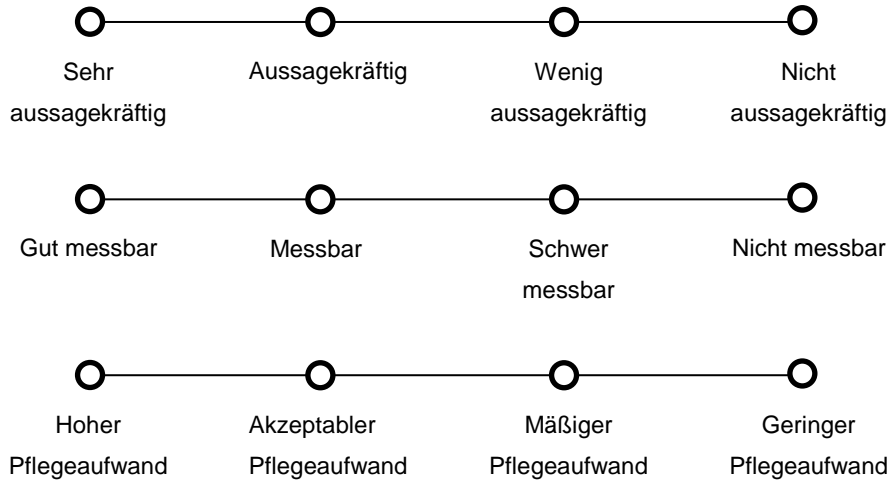 Sehr Aussagekräftig Wenig Nicht
aussagekräftig aussagekräftig aussagekräftig
Gut messbar Messbar Schwer Nicht messbar
messbar
Hoher Akzeptabler Mäßiger Geringer
Pflegeaufwand Pflegeaufwand Pflegeaufwand Pflegeaufwand